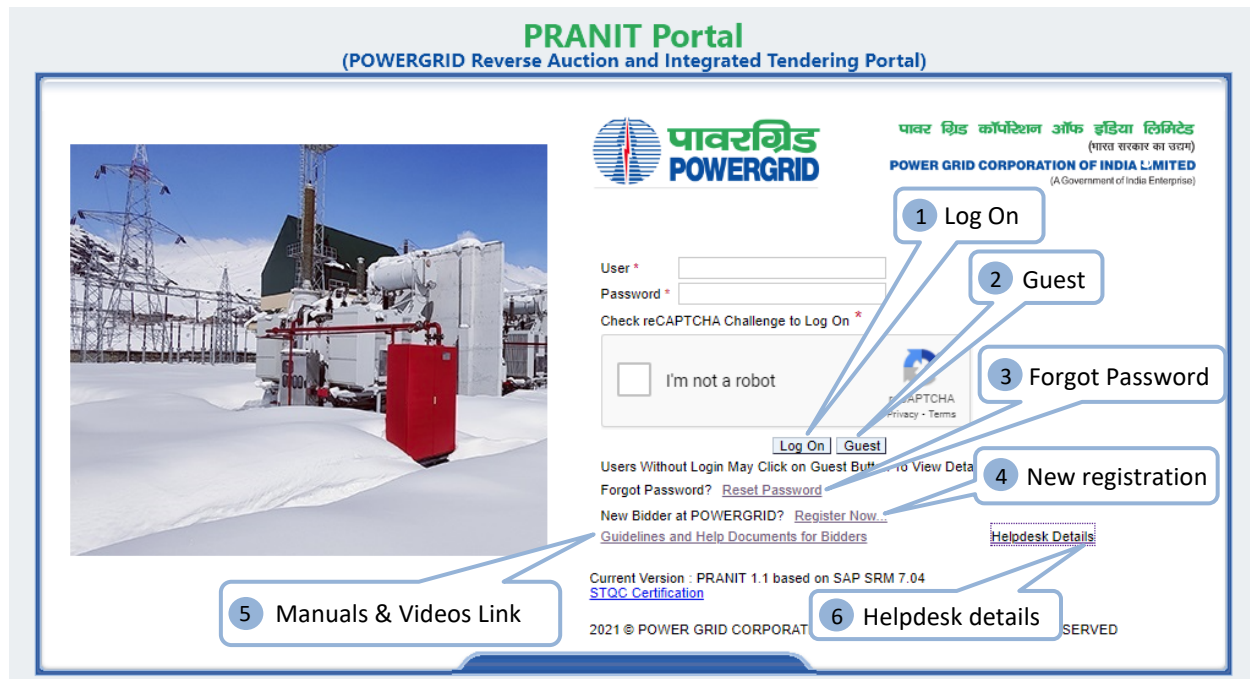 PRANIT Portal
(POWERGRID Reverse Auction and Integrated Tendering Portal)
पावरग्रिड
POWERGRID
पावर ग्रिड कॉर्पोरेशन ऑफ इंडिया लिमिटेड
(भारत सरकार का उद्यम)
POWER GRID CORPORATION OF INDIA LIMITED
(A Government of India Enterprise)
1 Log On
User *
2 Guest
Password *
Check reCAPTCHA Challenge to Log On *
I'm not a robot
reCAPTCHA
Privacy - Terms
3 Forgot Password
Log On Guest
Users Without Login May Click on Guest Button To View
Forgot Password? Reset Password
4 New registration
New Bidder at POWERGRID? Register Now...
Guidelines and Help Documents for Bidders
Helpdesk Details
Current Version : PRANIT 1.1 based on SAP SRM 7.04
STQC Certification
5 Manuals & Videos Link
6 Helpdesk details
2021 © POWER GRID